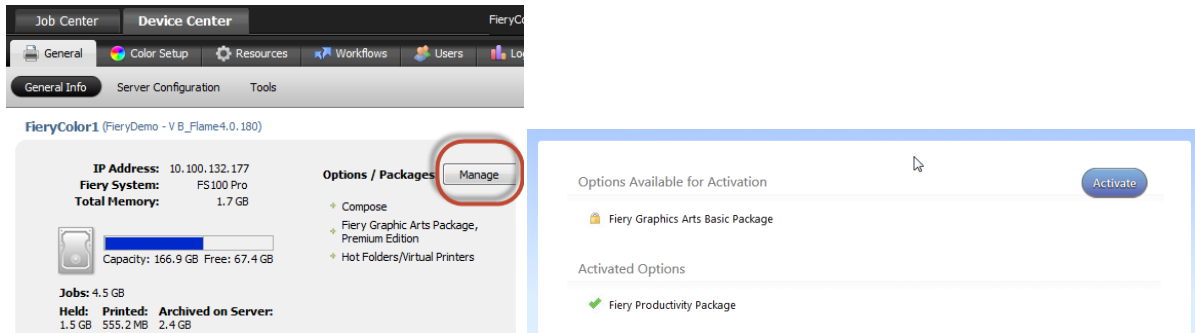 Job Center Device Center FieryCo
General Color Setup Resources Workflows Users Lo
General Info Server Configuration Tools
FieryColor1 (FieryDemo - V B_Flame4.0.180)
IP Address: 10.100.132.177
Fiery System: FS100 Pro
Total Memory: 1.7 GB
Capacity: 166.9 GB Free: 67.4 GB
Jobs: 4.5 GB
Held: Printed: Archived on Server:
1.5 GB 555.2 MB 2.4 GB
Options / Packages Manage
Compose
Fiery Graphic Arts Package,
Premium Edition
Hot Folders/Virtual Printers
Options Available for Activation Activate
Fiery Graphics Arts Basic Package
Activated Options
Fiery Productivity Package